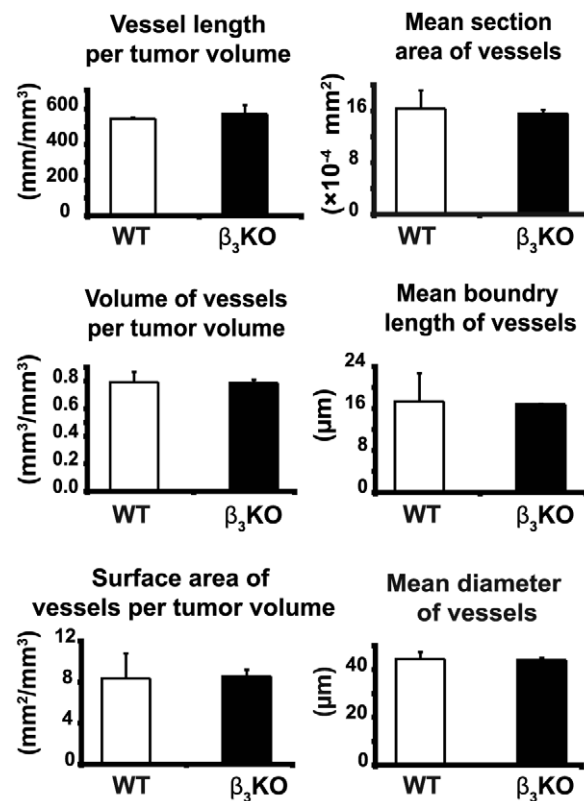 Vessel length
per tumor volume
(mm/mm³)
600
400
200
0
WT
β₃KO
Mean section
area of vessels
(×10⁻⁴ mm²)
16
8
0
WT
β₃KO
Volume of vessels
per tumor volume
(mm³/mm³)
0.8
0.6
0.4
0.2
0.0
WT
β₃KO
Mean boundry
length of vessels
(µm)
24
16
8
0
WT
β₃KO
Surface area of
vessels per tumor volume
(mm²/mm³)
12
8
4
0
WT
β₃KO
Mean diameter
of vessels
(µm)
40
20
0
WT
β₃KO